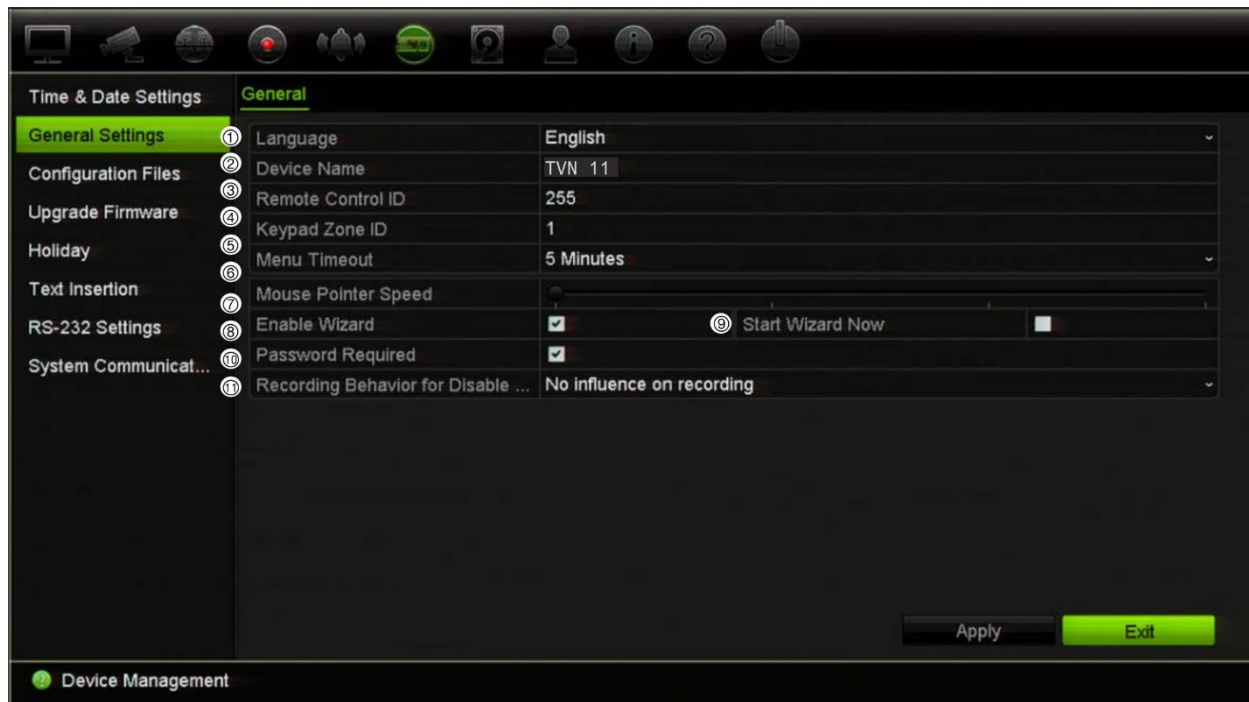 Time & Date Settings
General Settings
Configuration Files
Upgrade Firmware
Holiday
Text Insertion
RS-232 Settings
System Communicat...
General
① Language English
② Device Name TVN 11
③ Remote Control ID 255
④ Keypad Zone ID 1
⑤ Menu Timeout 5 Minutes
⑥ Mouse Pointer Speed
⑦ Enable Wizard ⑨ Start Wizard Now
⑧ Password Required
⑩ Recording Behavior for Disable ... No influence on recording
⑪
Apply Exit
Device Management